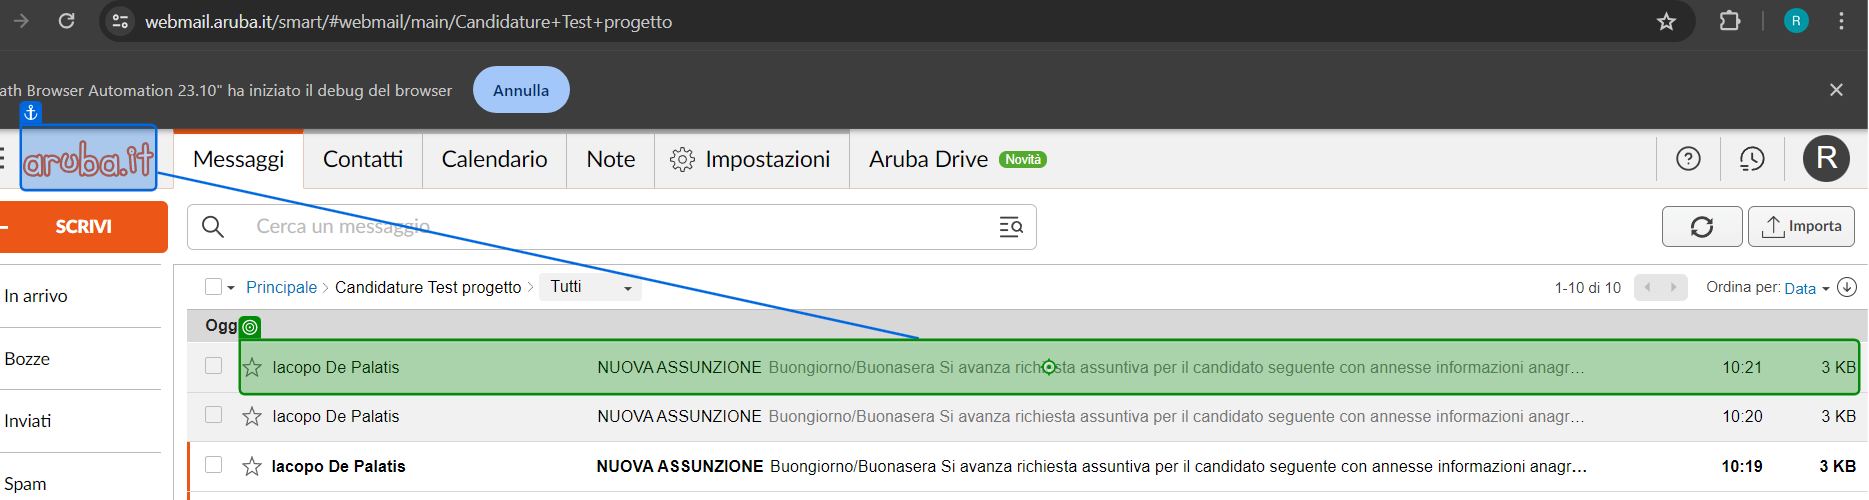 webmail.aruba.it/smart/#webmail/main/Candidature+Test+progetto
R
ath Browser Automation 23.10" ha iniziato il debug del browser
Annulla
aruba.it
Messaggi
Contatti
Calendario
Note
Impostazioni
Aruba Drive
Novità
R
SCRIVI
Cerca un messaggio
Importa
In arrivo
Bozze
Inviati
Spam
Principale > Candidature Test progetto >
Tutti
1-10 di 10
Ordina per: Data
Ogg
Iacopo De Palatis NUOVA ASSUNZIONE Buongiorno/Buonasera Si avanza richiesta assuntiva per il candidato seguente con annesse informazioni anagr... 10:21 3 KB
Iacopo De Palatis NUOVA ASSUNZIONE Buongiorno/Buonasera Si avanza richiesta assuntiva per il candidato seguente con annesse informazioni anagr... 10:20 3 KB
Iacopo De Palatis NUOVA ASSUNZIONE Buongiorno/Buonasera Si avanza richiesta assuntiva per il candidato seguente con annesse informazioni anagr... 10:19 3 KB